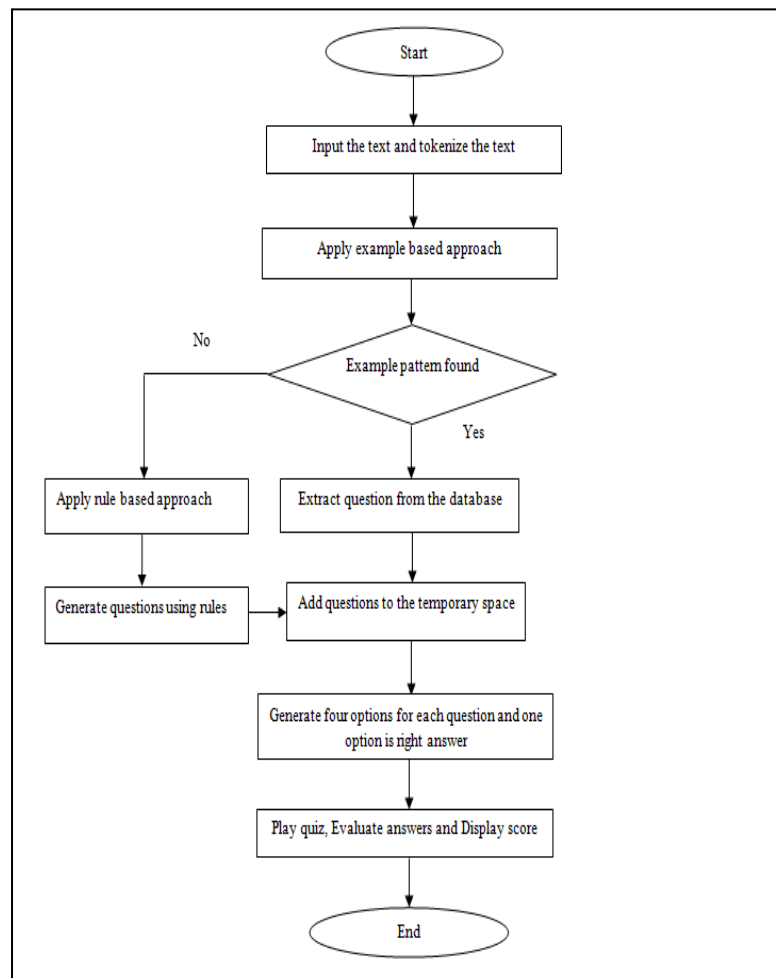 Start
Input the text and tokenize the text
Apply example based approach
No
Example pattern found
Yes
Apply rule based approach
Extract question from the database
Generate questions using rules
Add questions to the temporary space
Generate four options for each question and one
option is right answer
Play quiz, Evaluate answers and Display score
End